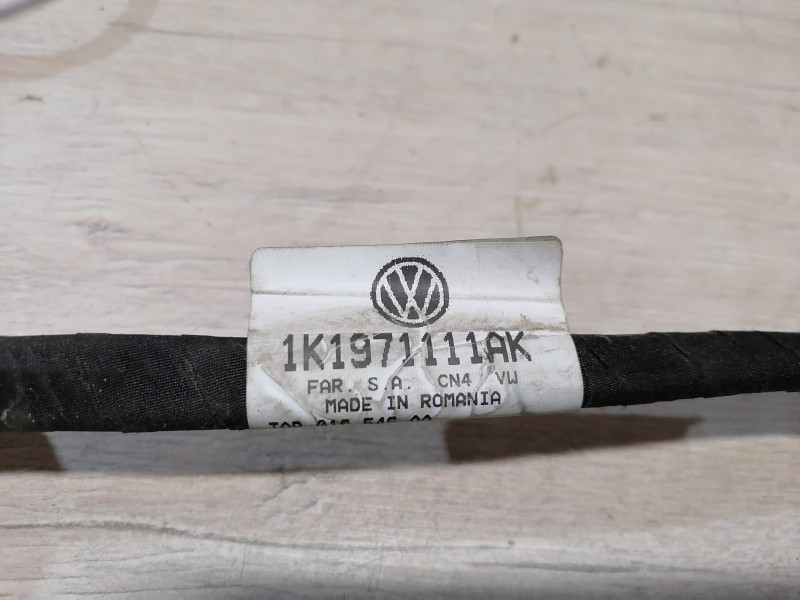 1K1971111AK
FAR. S.A. CN4 VW
MADE IN ROMANIA